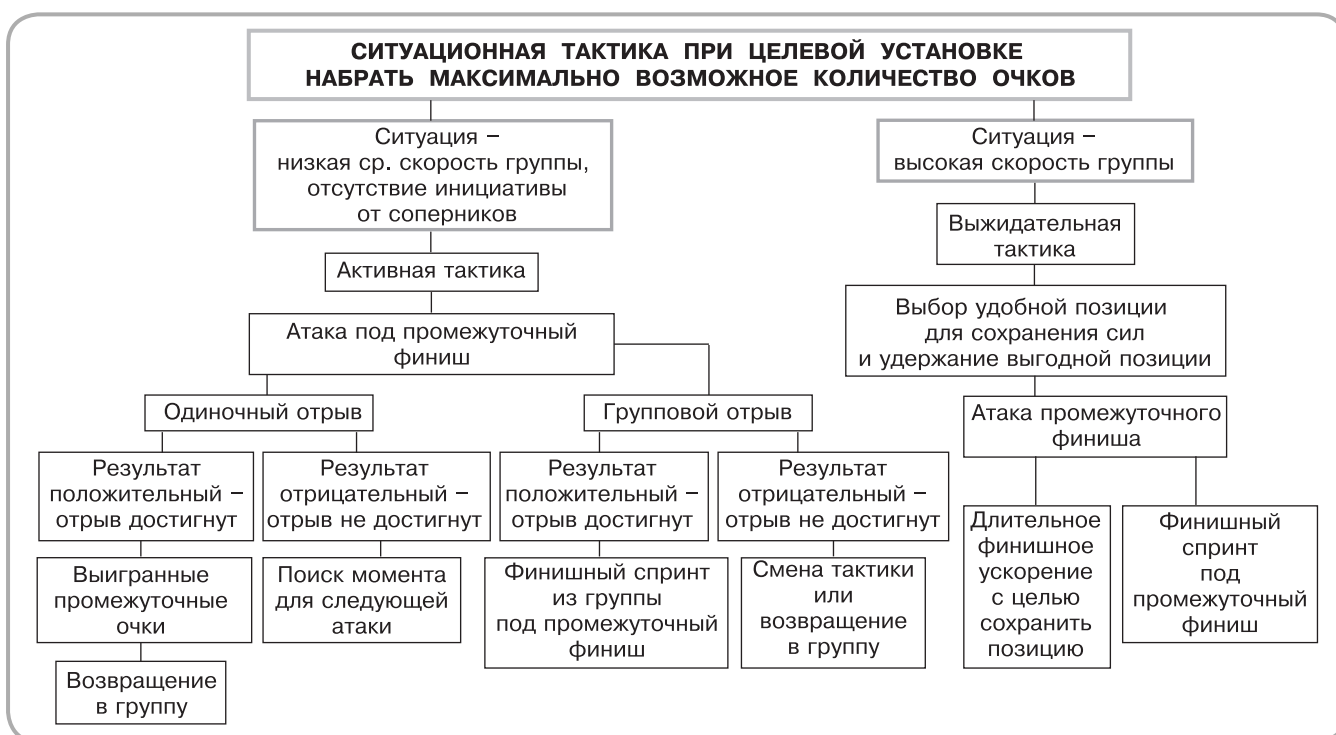 СИТУАЦИОННАЯ ТАКТИКА ПРИ ЦЕЛЕВОЙ УСТАНОВКЕ
НАБРАТЬ МАКСИМАЛЬНО ВОЗМОЖНОЕ КОЛИЧЕСТВО ОЧКОВ
Ситуация –
низкая ср. скорость группы,
отсутствие инициативы
от соперников
Активная тактика
Атака под промежуточный
финиш
Одиночный отрыв
Результат
положительный –
отрыв достигнут
Выигранные
промежуточные
очки
Возвращение
в группу
Результат
отрицательный –
отрыв не достигнут
Поиск момента
для следующей
атаки
Групповой отрыв
Результат
положительный –
отрыв достигнут
Финишный спринт
из группы
под промежуточный
финиш
Результат
отрицательный –
отрыв не достигнут
Смена тактики
или
возвращение
в группу
Ситуация –
высокая скорость группы
Выжидательная
тактика
Выбор удобной позиции
для сохранения сил
и удержание выгодной позиции
Атака промежуточного
финиша
Длительное
финишное
ускорение
с целью
сохранить
позицию
Финишный
спринт
под
промежуточный
финиш